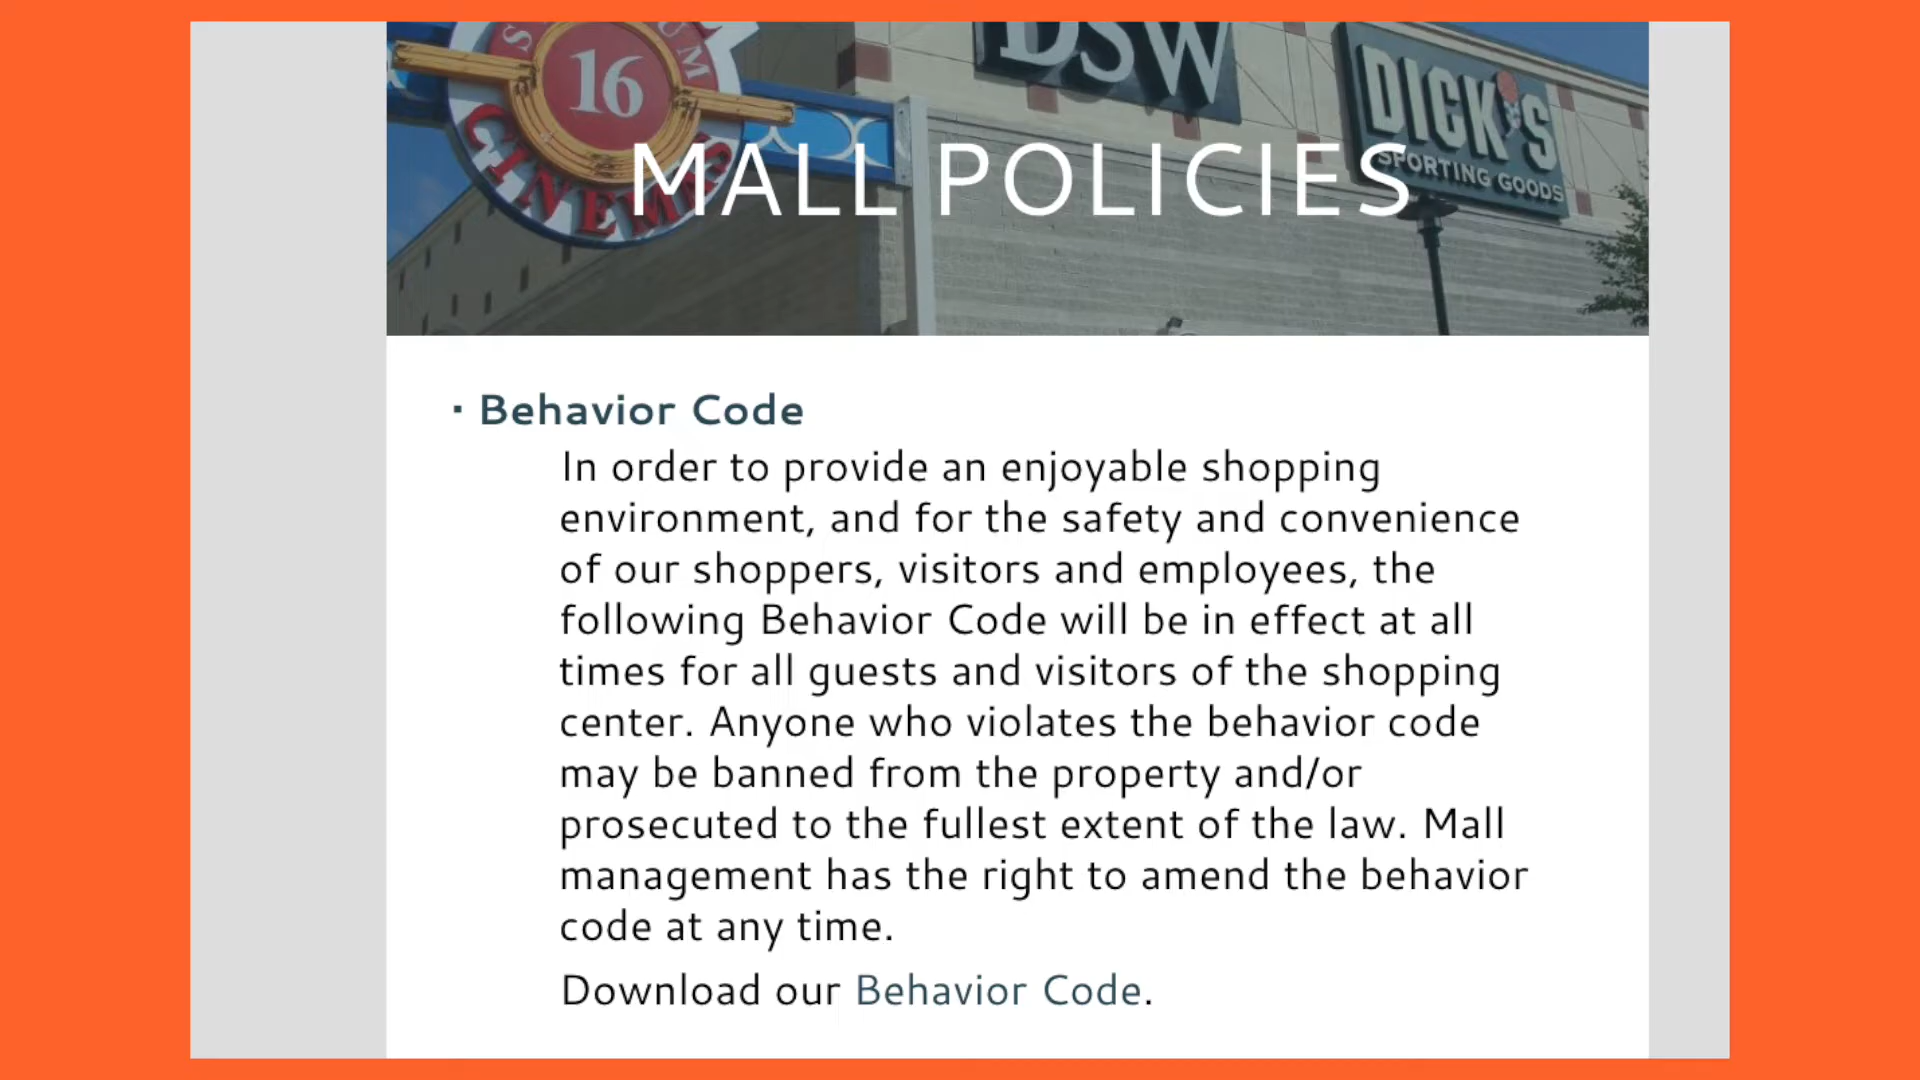 16
CINEMAS
DSW
DICK'S
SPORTING GOODS
MALL POLICIES
▪ Behavior Code
In order to provide an enjoyable shopping
environment, and for the safety and convenience
of our shoppers, visitors and employees, the
following Behavior Code will be in effect at all
times for all guests and visitors of the shopping
center. Anyone who violates the behavior code
may be banned from the property and/or
prosecuted to the fullest extent of the law. Mall
management has the right to amend the behavior
code at any time.
Download our Behavior Code.